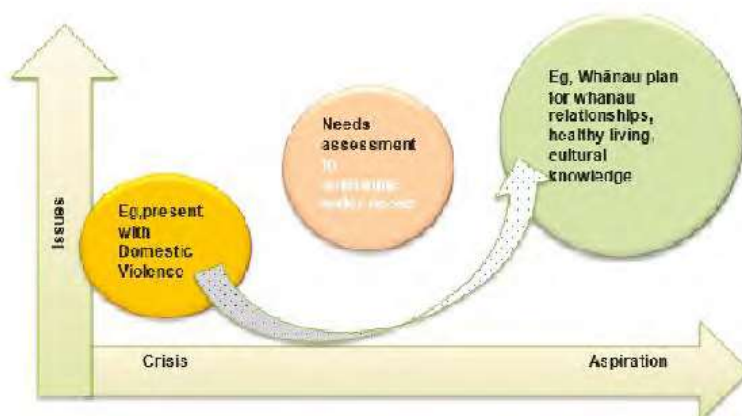 Issues
Eg,present
with
Domestic
Violence
Needs
assessment
to
Eg, Whānau plan
for whanau
relationships,
healthy living,
cultural
knowledge
Crisis
Aspiration